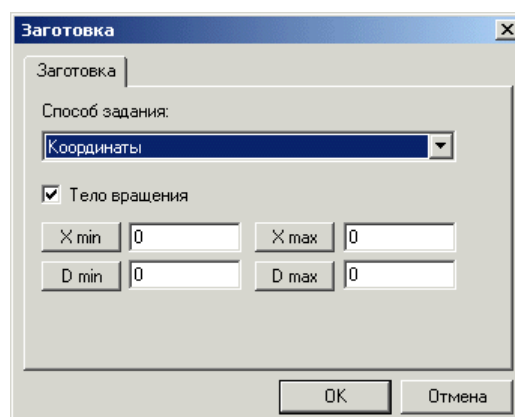 Заготовка
Заготовка
Способ задания:
Координаты
Тело вращения
X min 0 X max 0
D min 0 D max 0
OK Отмена